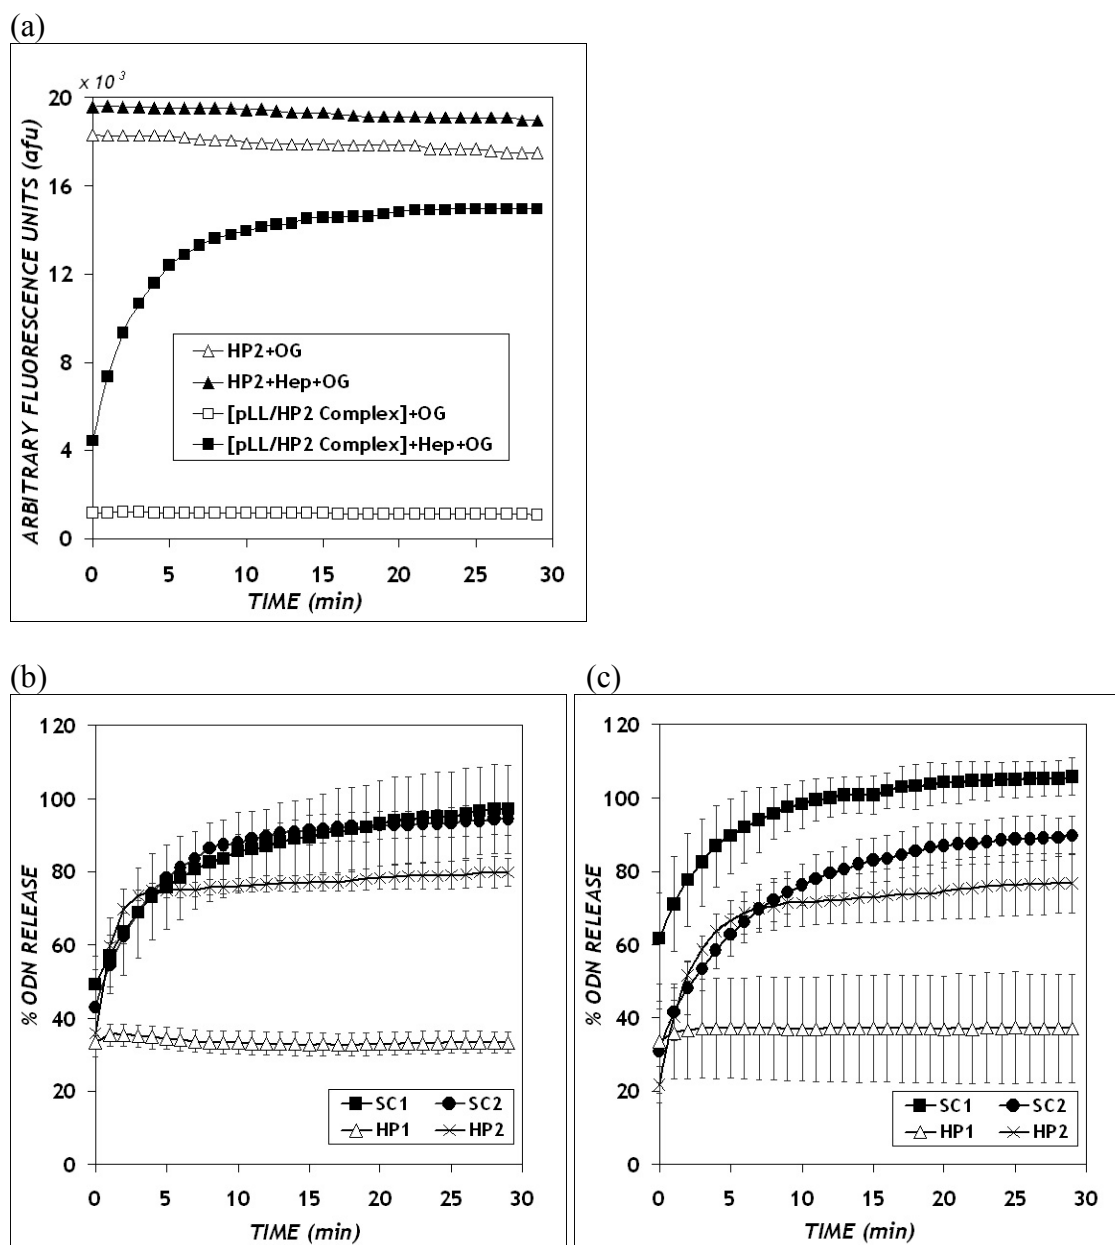 (a)
x 10 3
ARBITRARY FLUORESCENCE UNITS (afu)
20
16
12
8
4
0
HP2+OG
HP2+Hep+OG
[pLL/HP2 Complex]+OG
[pLL/HP2 Complex]+Hep+OG
0 5 10 15 20 25 30
TIME (min)
(b)
% ODN RELEASE
120
100
80
60
40
20
0
SC1 SC2
HP1 HP2
0 5 10 15 20 25 30
TIME (min)
(c)
% ODN RELEASE
120
100
80
60
40
20
0
SC1 SC2
HP1 HP2
0 5 10 15 20 25 30
TIME (min)